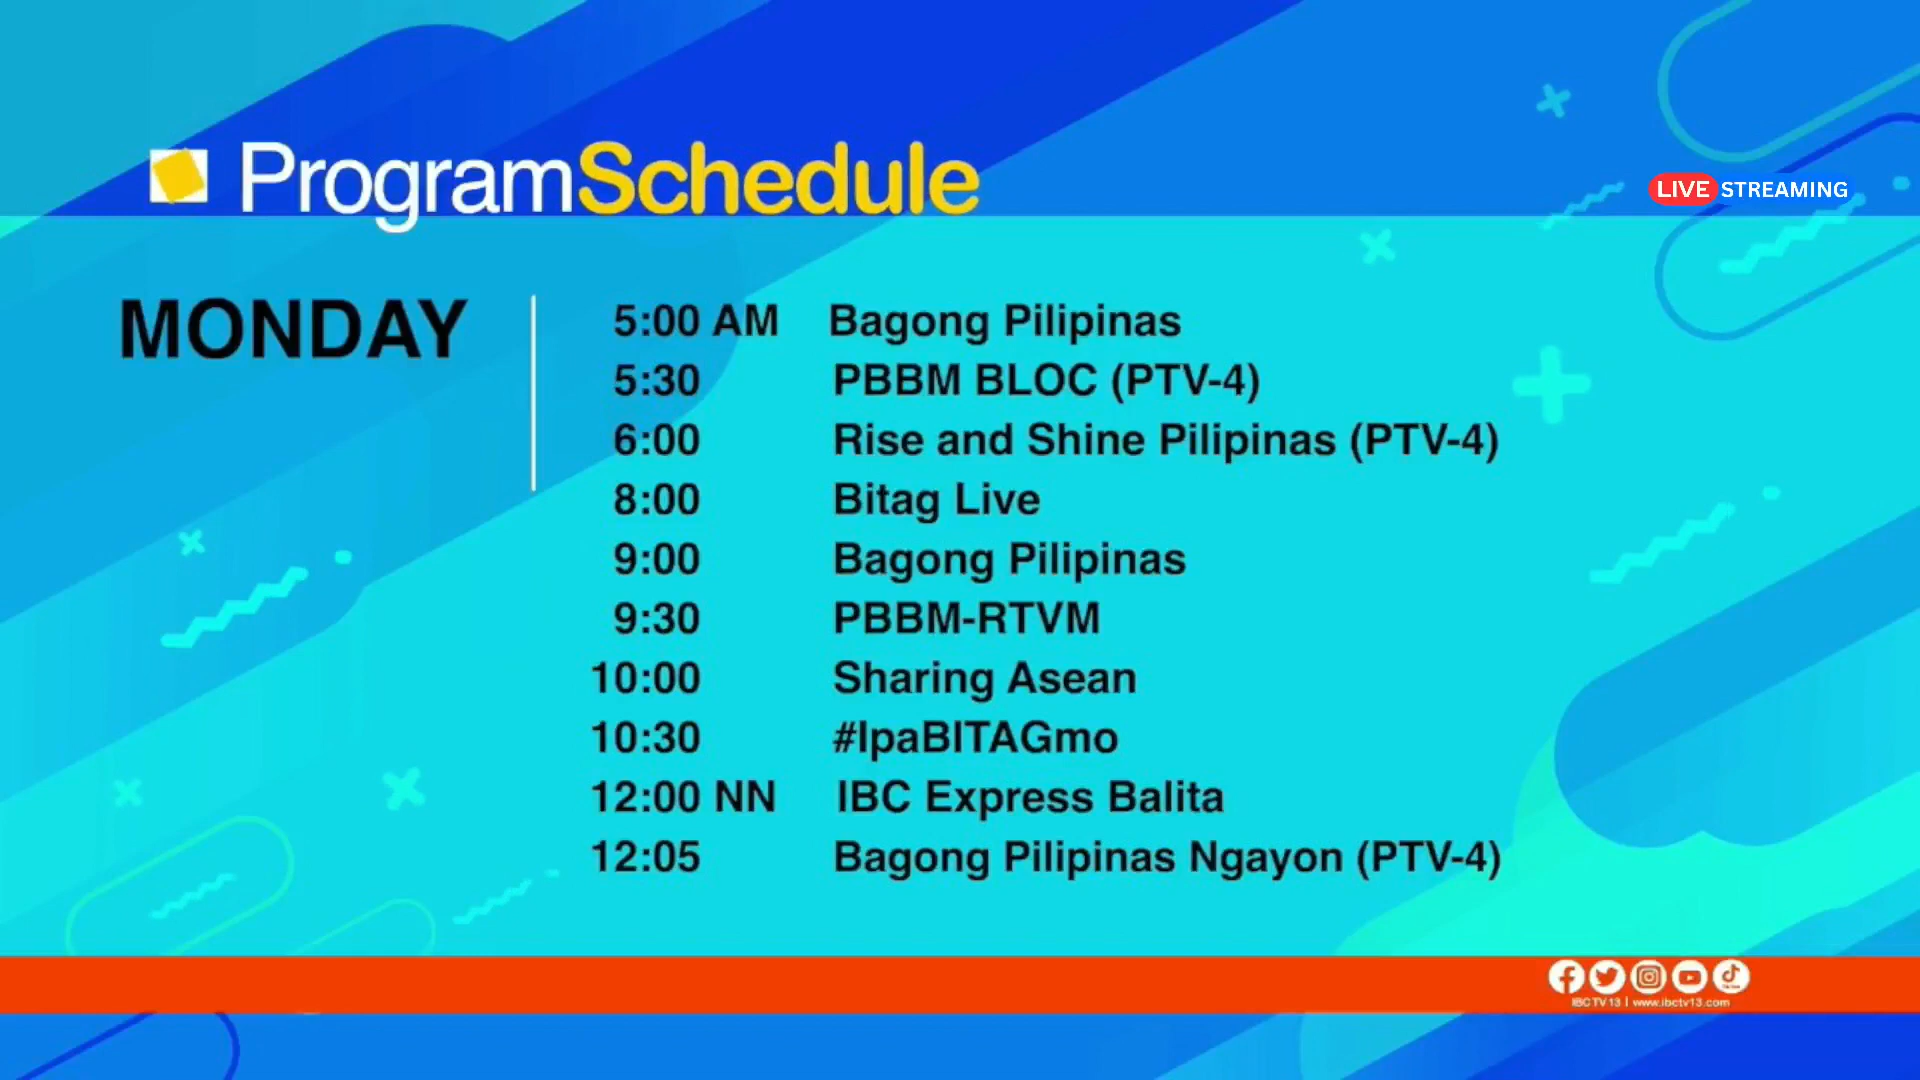 ProgramSchedule
LIVE STREAMING
MONDAY
5:00 AM Bagong Pilipinas
5:30 PBBM BLOC (PTV-4)
6:00 Rise and Shine Pilipinas (PTV-4)
8:00 Bitag Live
9:00 Bagong Pilipinas
9:30 PBBM-RTVM
10:00 Sharing Asean
10:30 #IpaBITAGmo
12:00 NN IBC Express Balita
12:05 Bagong Pilipinas Ngayon (PTV-4)
IBC TV 13 | www.ibctv13.com